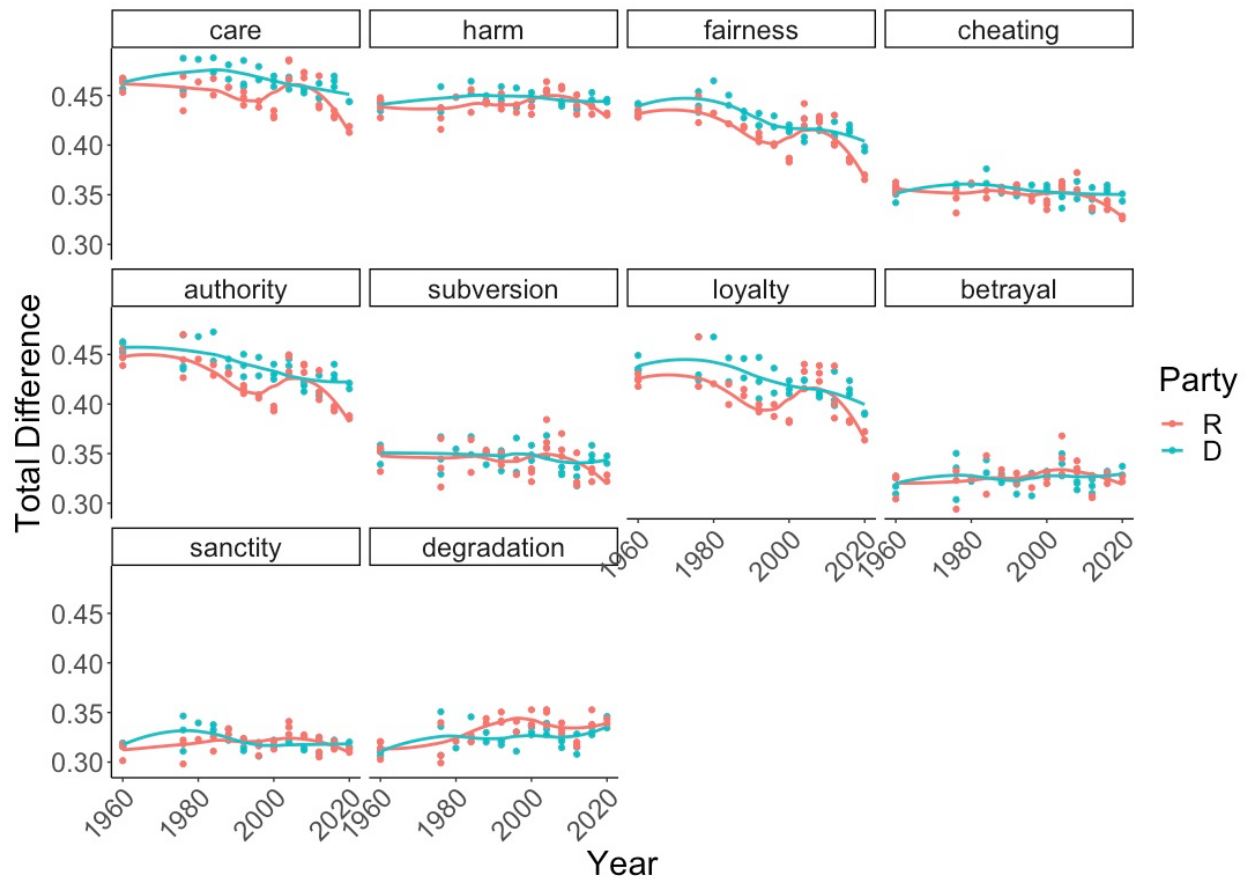 care harm fairness cheating
0.45
0.40
0.35
0.30
authority subversion loyalty betrayal
0.45
0.40
0.35
0.30
1960 1980 2000 2020 1960 1980 2000 2020
sanctity degradation
0.45
0.40
0.35
0.30
1960 1980 2000 2020 1960 1980 2000 2020
Total Difference
Year
Party
R
D